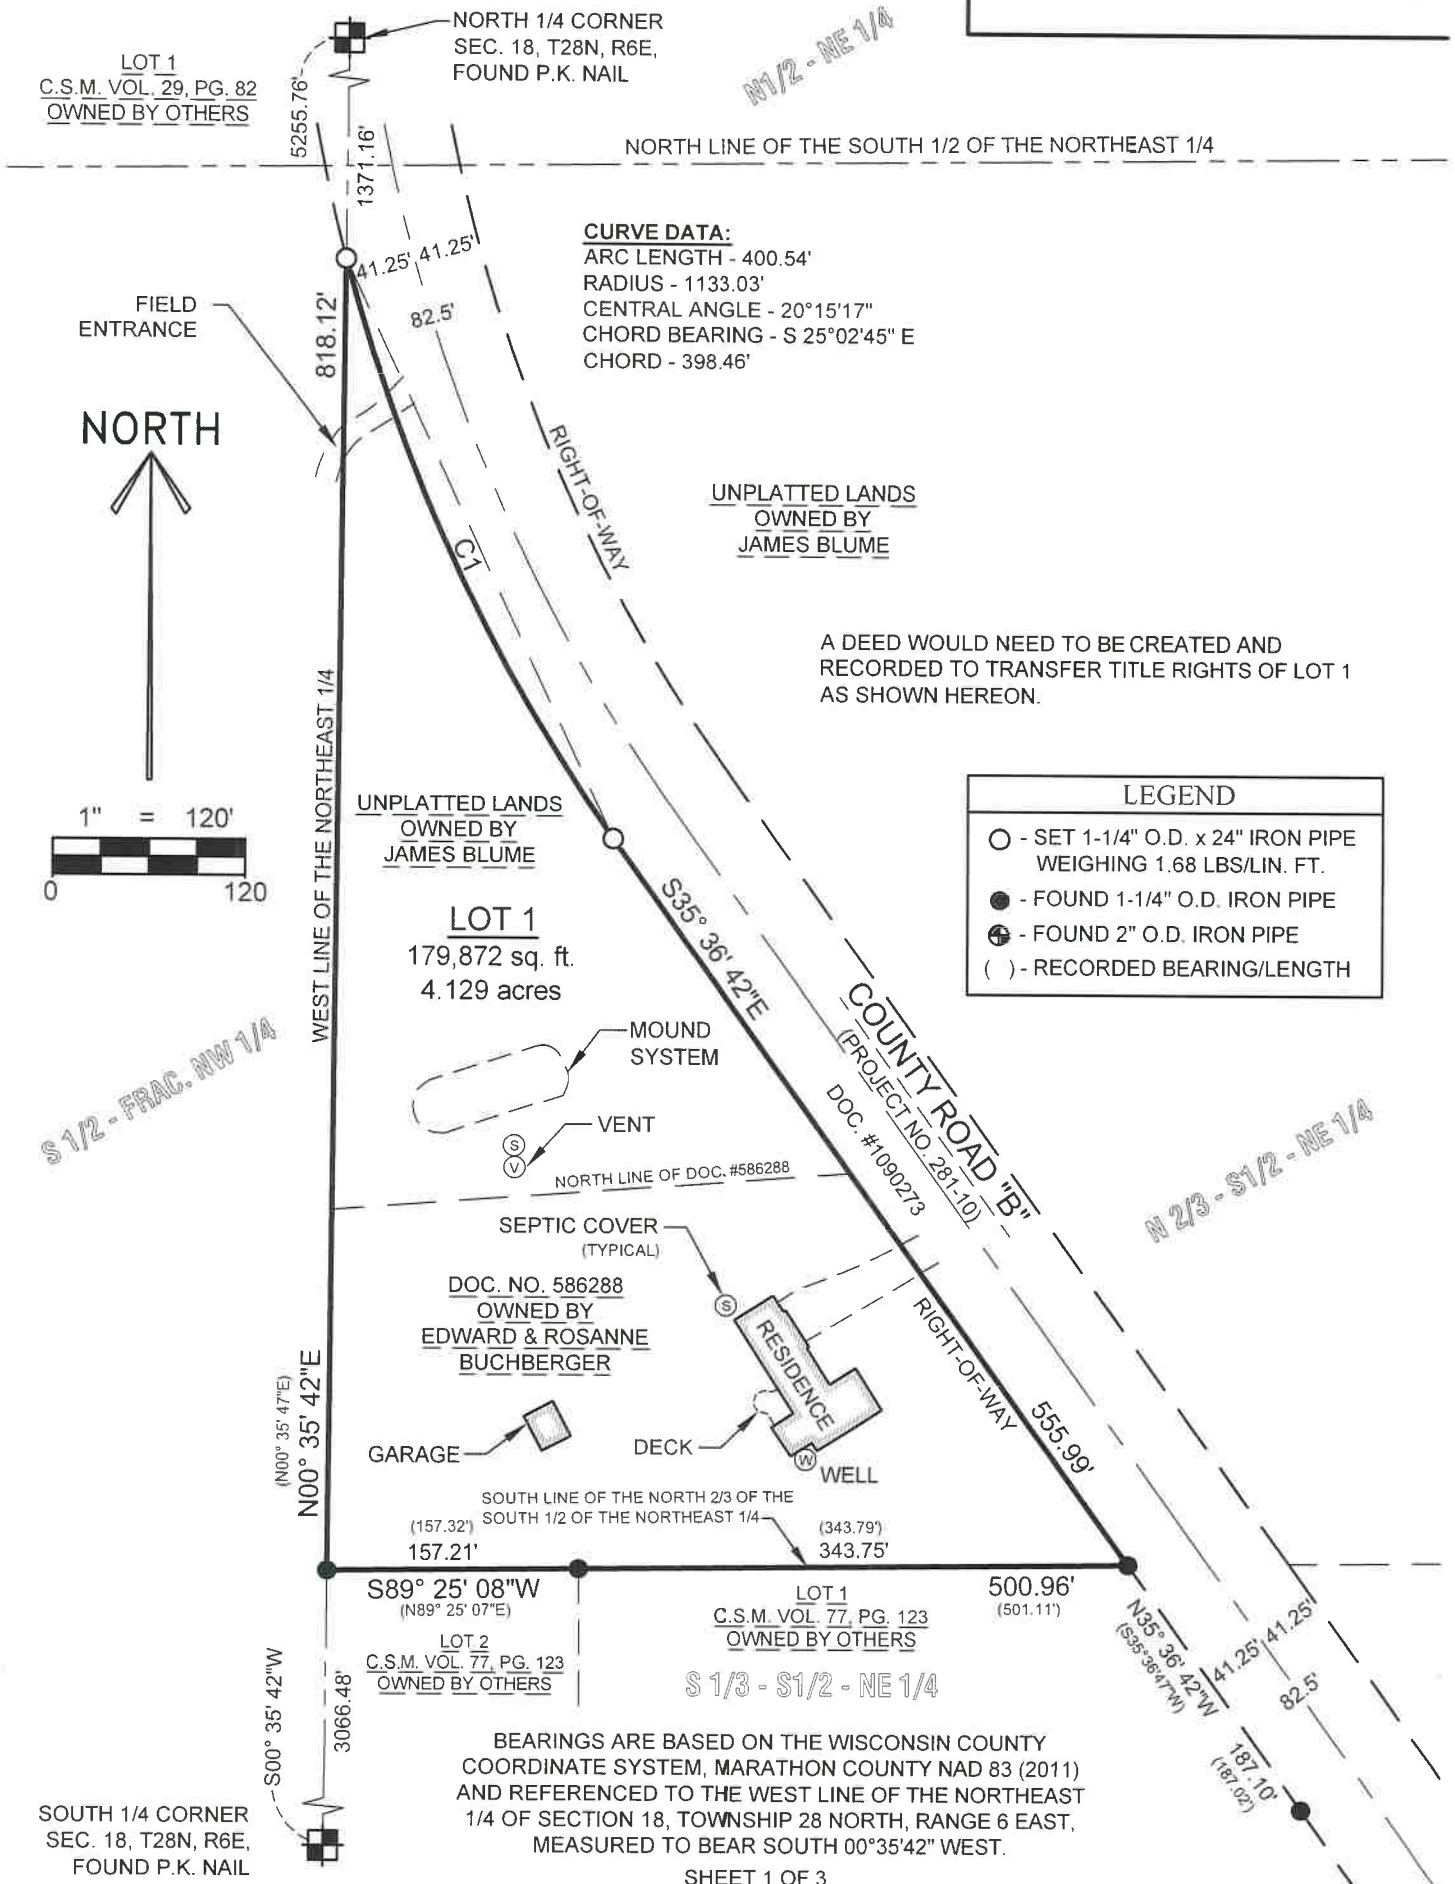 NORTH 1/4 CORNER
SEC. 18, T28N, R6E,
FOUND P.K. NAIL
N1/2 - NE 1/4
LOT 1
C.S.M. VOL. 29, PG. 82
OWNED BY OTHERS
5255.76'
1371.16'
NORTH LINE OF THE SOUTH 1/2 OF THE NORTHEAST 1/4
CURVE DATA:
ARC LENGTH - 400.54'
RADIUS - 1133.03'
CENTRAL ANGLE - 20°15'17"
CHORD BEARING - S 25°02'45" E
CHORD - 398.46'
41.25'
41.25'
82.5'
FIELD
ENTRANCE
818.12'
NORTH
RIGHT-OF-WAY
C1
UNPLATTED LANDS
OWNED BY
JAMES BLUME
A DEED WOULD NEED TO BE CREATED AND
RECORDED TO TRANSFER TITLE RIGHTS OF LOT 1
AS SHOWN HEREON.
WEST LINE OF THE NORTHEAST 1/4
1" = 120'
0 120
UNPLATTED LANDS
OWNED BY
JAMES BLUME
LEGEND
- SET 1-1/4" O.D. x 24" IRON PIPE
WEIGHING 1.68 LBS/LIN. FT.
- FOUND 1-1/4" O.D. IRON PIPE
- FOUND 2" O.D. IRON PIPE
( ) - RECORDED BEARING/LENGTH
LOT 1
179,872 sq. ft.
4.129 acres
S35° 36' 42"E
S 1/2 - FRAC. NW 1/4
MOUND
SYSTEM
COUNTY ROAD "B"
(PROJECT NO. 281-10)
DOC. #1090273
N 2/3 - S1/2 - NE 1/4
VENT
S
V
NORTH LINE OF DOC. #586288
SEPTIC COVER
(TYPICAL)
S
DOC. NO. 586288
OWNED BY
EDWARD & ROSANNE
BUCHBERGER
RESIDENCE
RIGHT-OF-WAY
555.99'
GARAGE
DECK
W
WELL
N00° 35' 42"E
(N00° 35' 47"E)
SOUTH LINE OF THE NORTH 2/3 OF THE
SOUTH 1/2 OF THE NORTHEAST 1/4
(157.32')
157.21'
(343.79')
343.75'
S89° 25' 08"W
(N89° 25' 07"E)
500.96'
(501.11')
LOT 1
C.S.M. VOL. 77, PG. 123
OWNED BY OTHERS
LOT 2
C.S.M. VOL. 77, PG. 123
OWNED BY OTHERS
S 1/3 - S1/2 - NE 1/4
N35° 36' 42"W
(S35°36'47"W)
41.25'
41.25'
82.5'
187.10'
(187.02')
S00° 35' 42"W
3066.48'
BEARINGS ARE BASED ON THE WISCONSIN COUNTY
COORDINATE SYSTEM, MARATHON COUNTY NAD 83 (2011)
AND REFERENCED TO THE WEST LINE OF THE NORTHEAST
1/4 OF SECTION 18, TOWNSHIP 28 NORTH, RANGE 6 EAST,
MEASURED TO BEAR SOUTH 00°35'42" WEST.
SOUTH 1/4 CORNER
SEC. 18, T28N, R6E,
FOUND P.K. NAIL
SHEET 1 OF 3